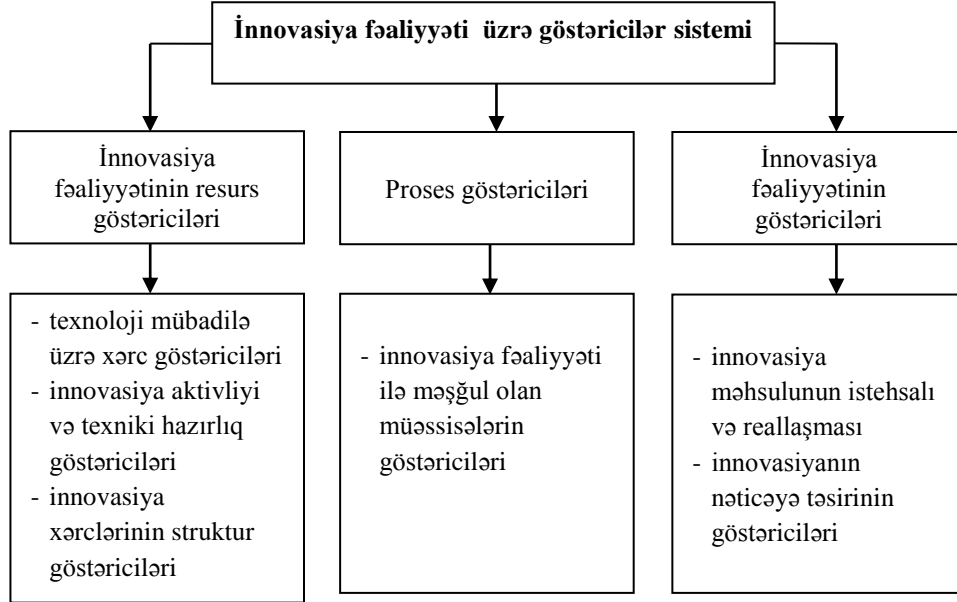 İnnovasiya fəaliyyəti üzrə göstəricilər sistemi
İnnovasiya
fəaliyyətinin resurs
göstəriciləri
Proses göstəriciləri
İnnovasiya
fəaliyyətinin
göstəriciləri
- texnoloji mübadilə
üzrə xərc göstəriciləri
- innovasiya aktivliyi
və texniki hazırlıq
göstəriciləri
- innovasiya
xərclərinin struktur
göstəriciləri
- innovasiya fəaliyyəti
ilə məşğul olan
müəssisələrin
göstəriciləri
- innovasiya
məhsulunun istehsalı
və reallaşması
- innovasiyanın
nəticəyə təsirinin
göstəriciləri